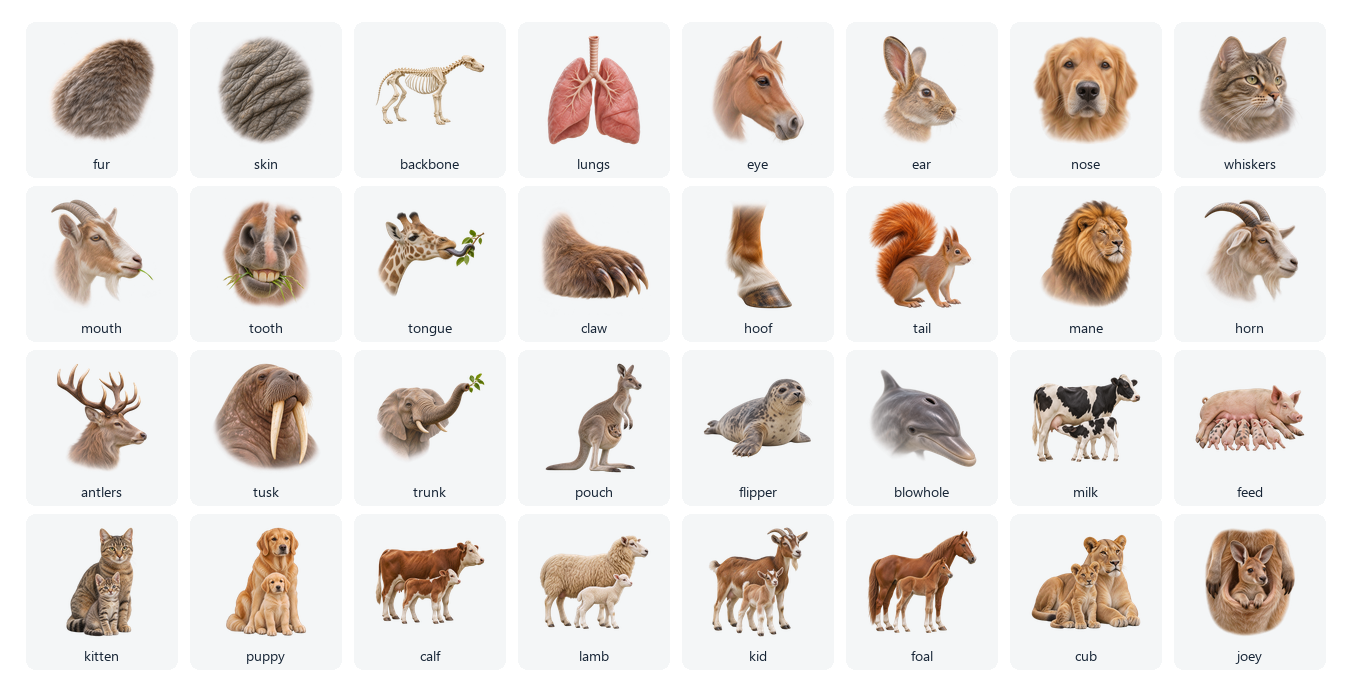 fur
skin
backbone
lungs
eye
ear
nose
whiskers
mouth
tooth
tongue
claw
hoof
tail
mane
horn
antlers
tusk
trunk
pouch
flipper
blowhole
milk
feed
kitten
puppy
calf
lamb
kid
foal
cub
joey